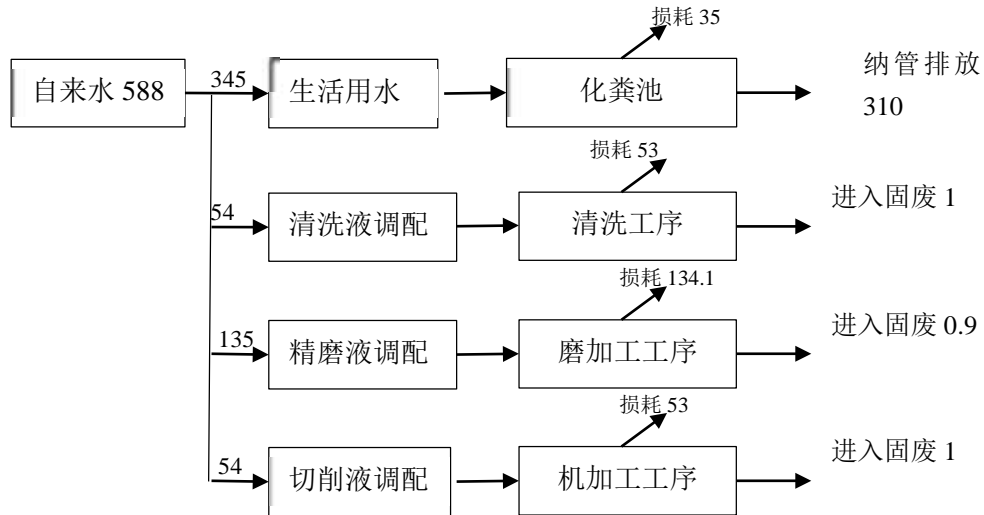 损耗 35
自来水 588
345
生活用水
化粪池
纳管排放
310
损耗 53
54
清洗液调配
清洗工序
进入固废 1
损耗 134.1
135
精磨液调配
磨加工工序
进入固废 0.9
损耗 53
54
切削液调配
机加工工序
进入固废 1